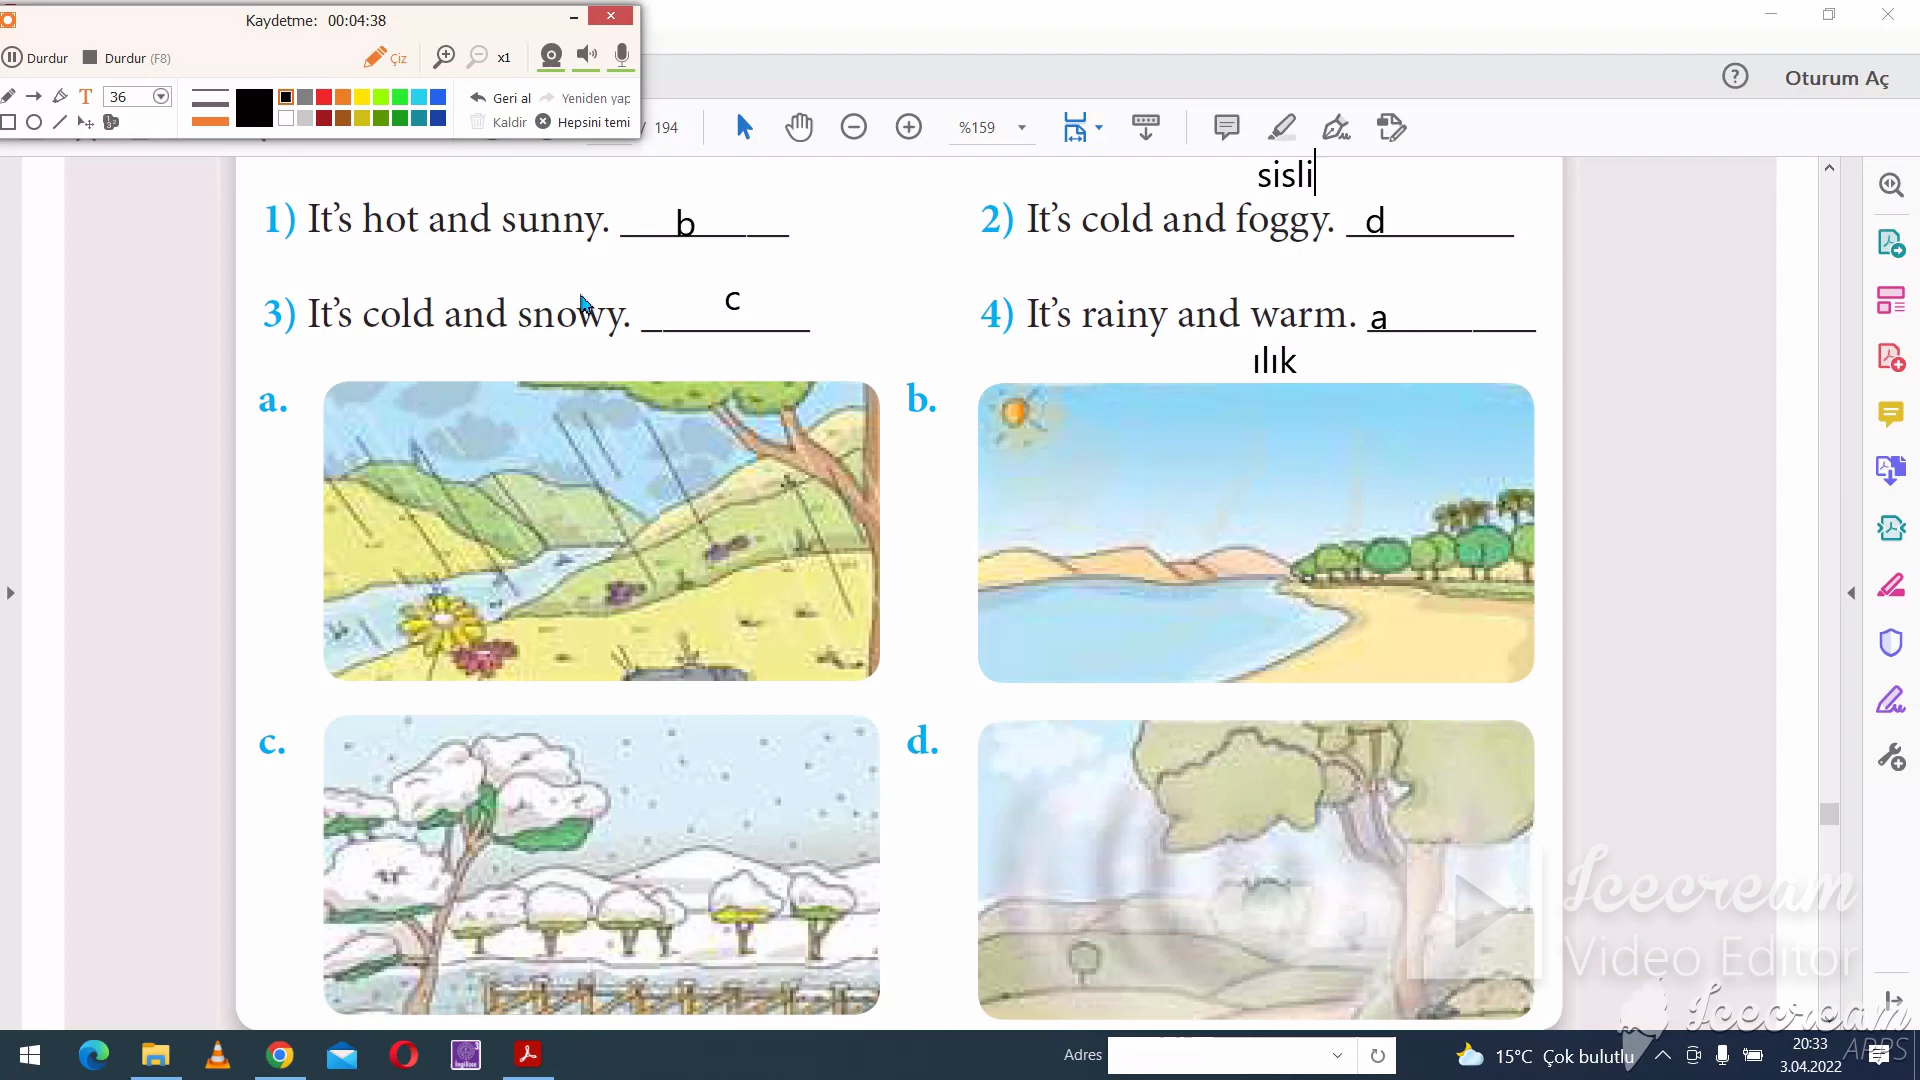 Kaydetme: 00:04:38
Durdur Durdur (F8) Çiz x1
T 36 Geri al Yeniden yap
Kaldır Hepsini temi
Oturum Aç
/ 194 %159
sisli
1) It's hot and sunny. b 2) It's cold and foggy. d
3) It's cold and snowy. c 4) It's rainy and warm. a
ılık
a. b.
c. d.
Icecream
Video Editor
Icecream
APPS
Adres 15°C Çok bulutlu 20:33
3.04.2022